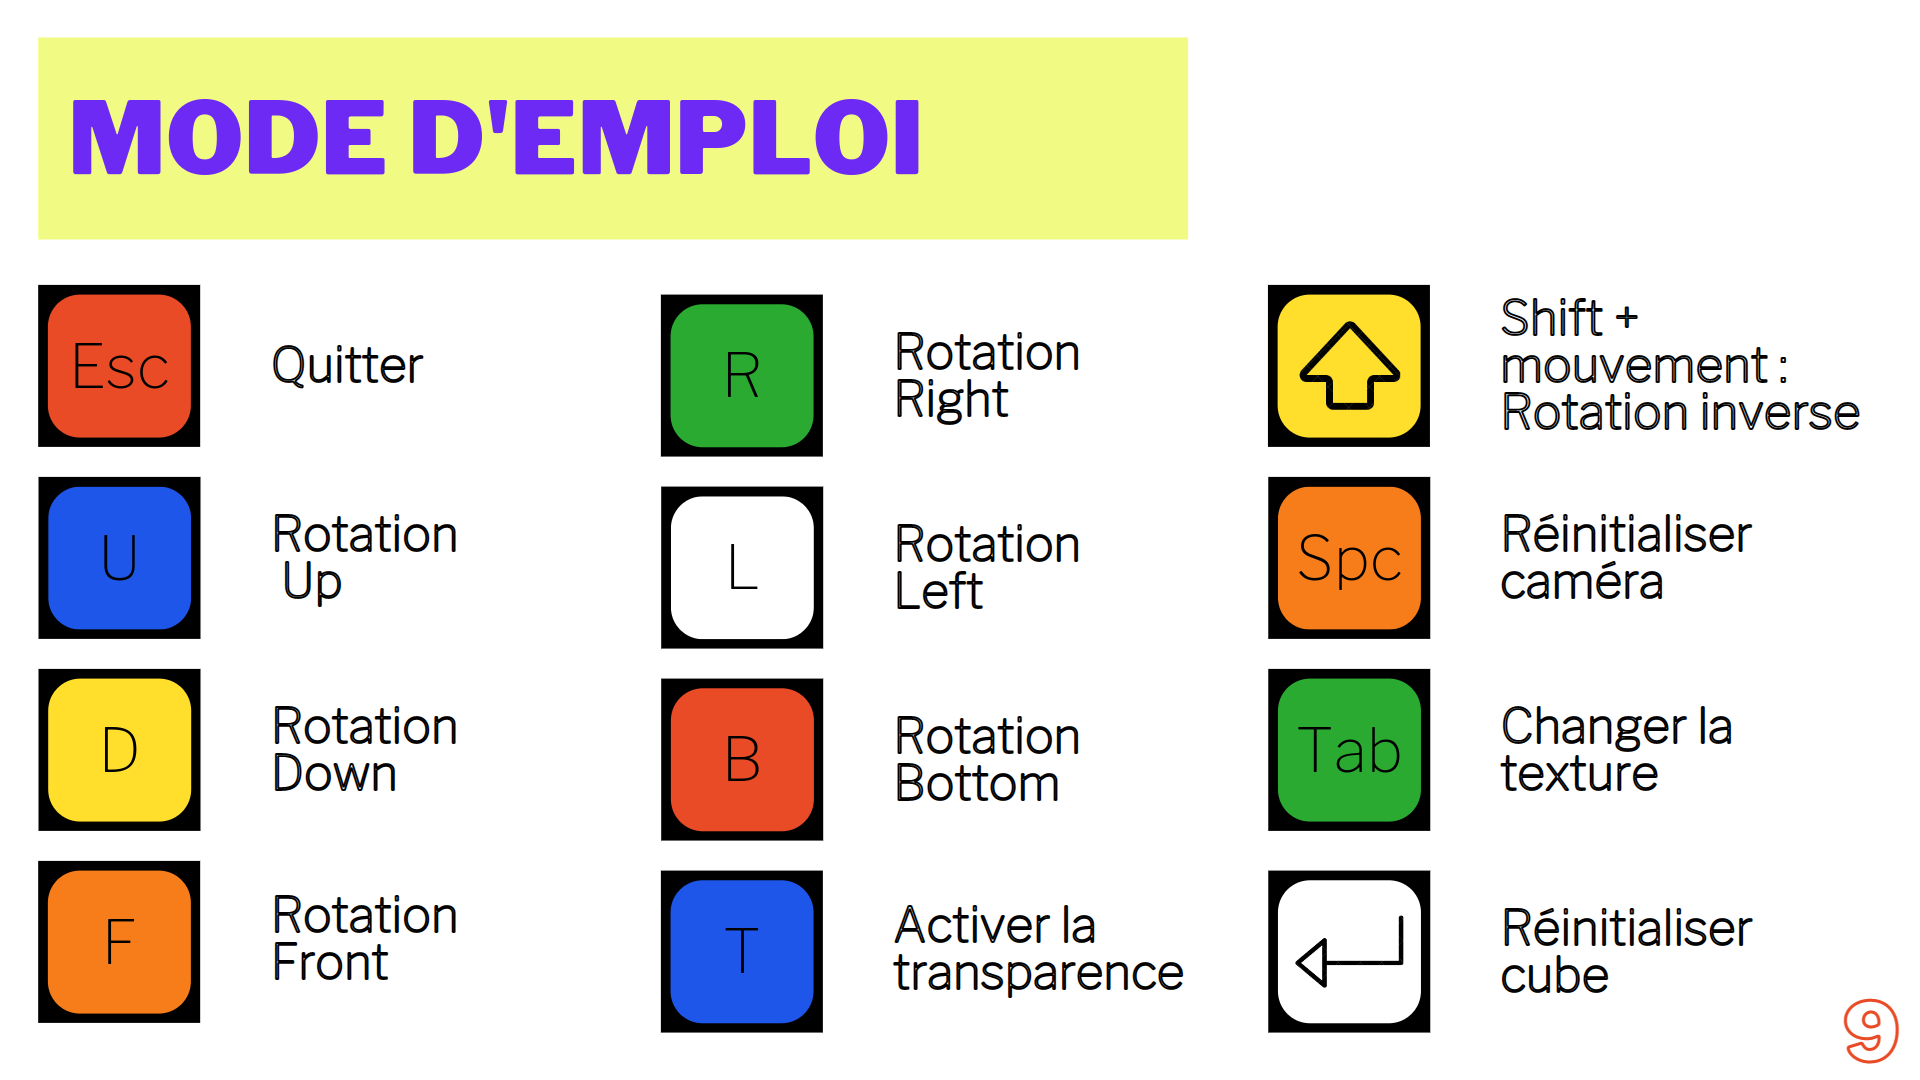 MODE D'EMPLOI
Esc
Quitter
U
Rotation
Up
D
Rotation
Down
F
Rotation
Front
R
Rotation
Right
L
Rotation
Left
B
Rotation
Bottom
T
Activer la
transparence
Shift +
mouvement :
Rotation inverse
Spc
Réinitialiser
caméra
Tab
Changer la
texture
Réinitialiser
cube
9